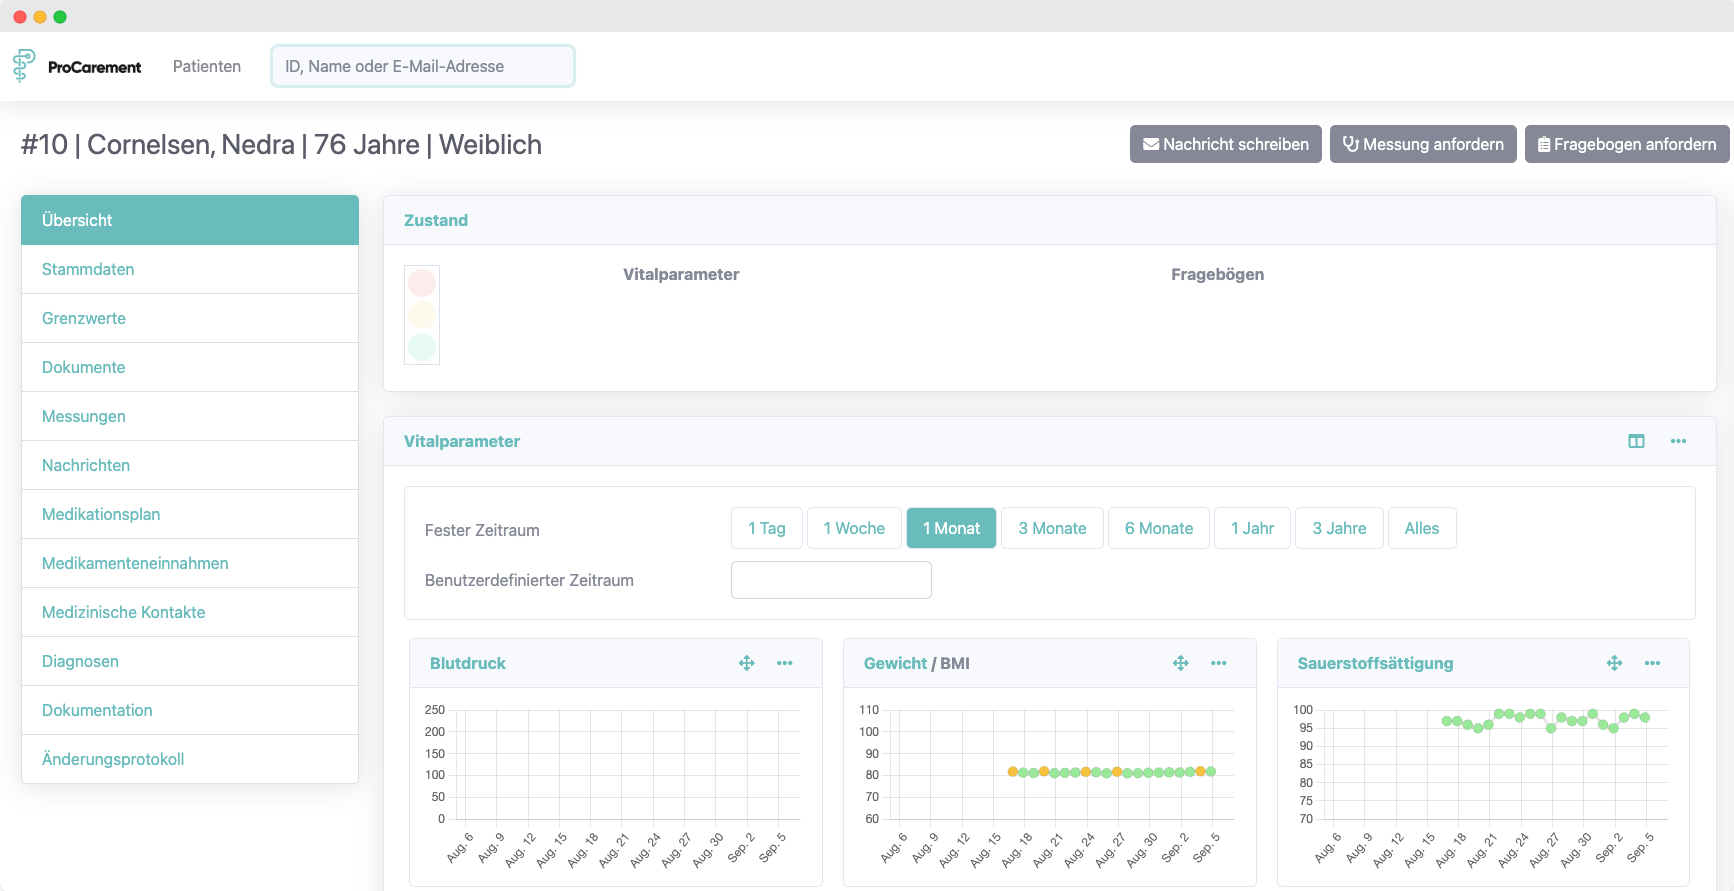 ProCarement
Patienten
ID, Name oder E-Mail-Adresse
#10 | Cornelsen, Nedra | 76 Jahre | Weiblich
Nachricht schreiben
Messung anfordern
Fragebogen anfordern
Übersicht
Stammdaten
Grenzwerte
Dokumente
Messungen
Nachrichten
Medikationsplan
Medikamenteneinnahmen
Medizinische Kontakte
Diagnosen
Dokumentation
Änderungsprotokoll
Zustand
Vitalparameter
Fragebögen
Vitalparameter
Fester Zeitraum
1 Tag
1 Woche
1 Monat
3 Monate
6 Monate
1 Jahr
3 Jahre
Alles
Benutzerdefinierter Zeitraum
Blutdruck
250
200
150
100
50
0
Aug. 6
Aug. 9
Aug. 12
Aug. 15
Aug. 18
Aug. 21
Aug. 24
Aug. 27
Aug. 30
Sep. 2
Sep. 5
Gewicht / BMI
110
100
90
80
70
60
Aug. 6
Aug. 9
Aug. 12
Aug. 15
Aug. 18
Aug. 21
Aug. 24
Aug. 27
Aug. 30
Sep. 2
Sep. 5
Sauerstoffsättigung
100
95
90
85
80
75
70
Aug. 6
Aug. 9
Aug. 12
Aug. 15
Aug. 18
Aug. 21
Aug. 24
Aug. 27
Aug. 30
Sep. 2
Sep. 5